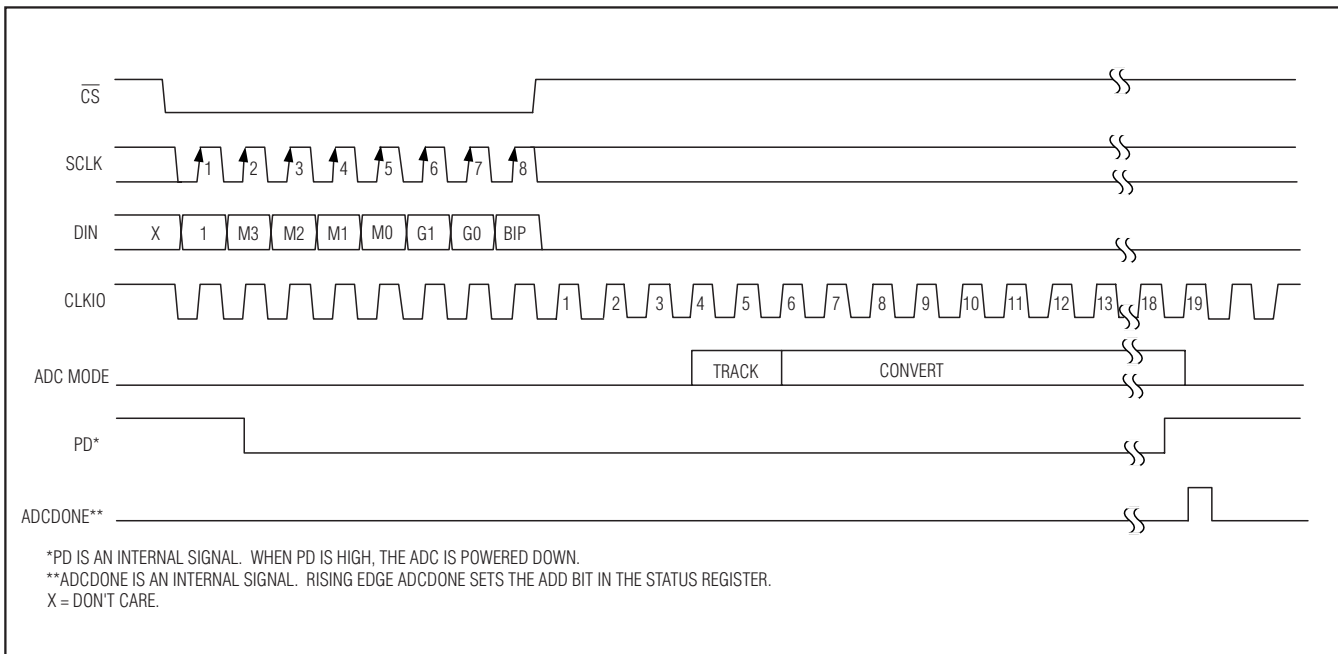 CS
SCLK 1 2 3 4 5 6 7 8
DIN X 1 M3 M2 M1 M0 G1 G0 BIP
CLKIO 1 2 3 4 5 6 7 8 9 10 11 12 13 18 19
ADC MODE TRACK CONVERT
PD*
ADCDONE**
*PD IS AN INTERNAL SIGNAL. WHEN PD IS HIGH, THE ADC IS POWERED DOWN.
**ADCDONE IS AN INTERNAL SIGNAL. RISING EDGE ADCDONE SETS THE ADD BIT IN THE STATUS REGISTER.
X = DON'T CARE.